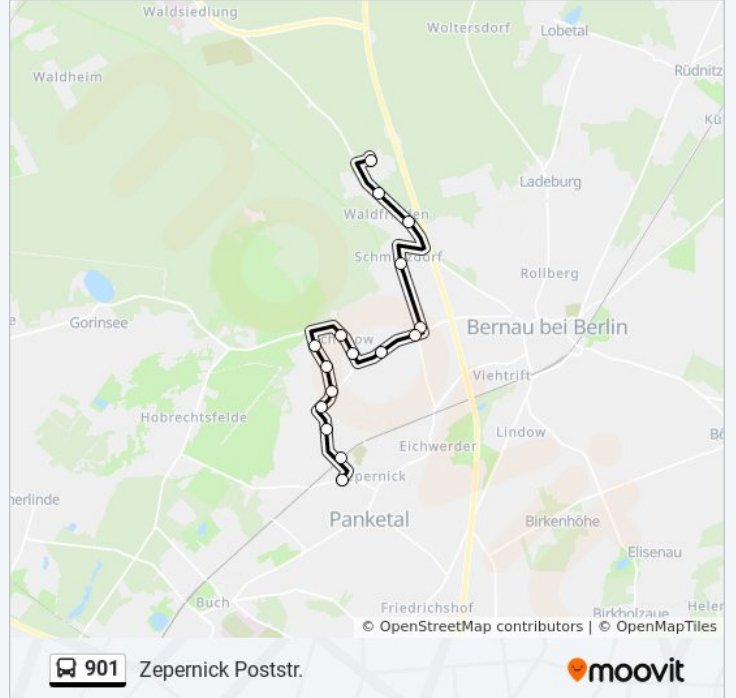 Waldsiedlung
Woltersdorf
Lobetal
Waldheim
Rüdnitz
Ladeburg
Rollberg
Gorinsee
Bernau bei Berlin
Viehtrift
Hobrechtsfelde
Eichwerder
Lindow
Panketal
Birkenhöhe
Elisenau
Buch
Friedrichshof
Birkholzaue
© OpenStreetMap contributors | © OpenMapTiles
901 Zepernick Poststr.
moovit